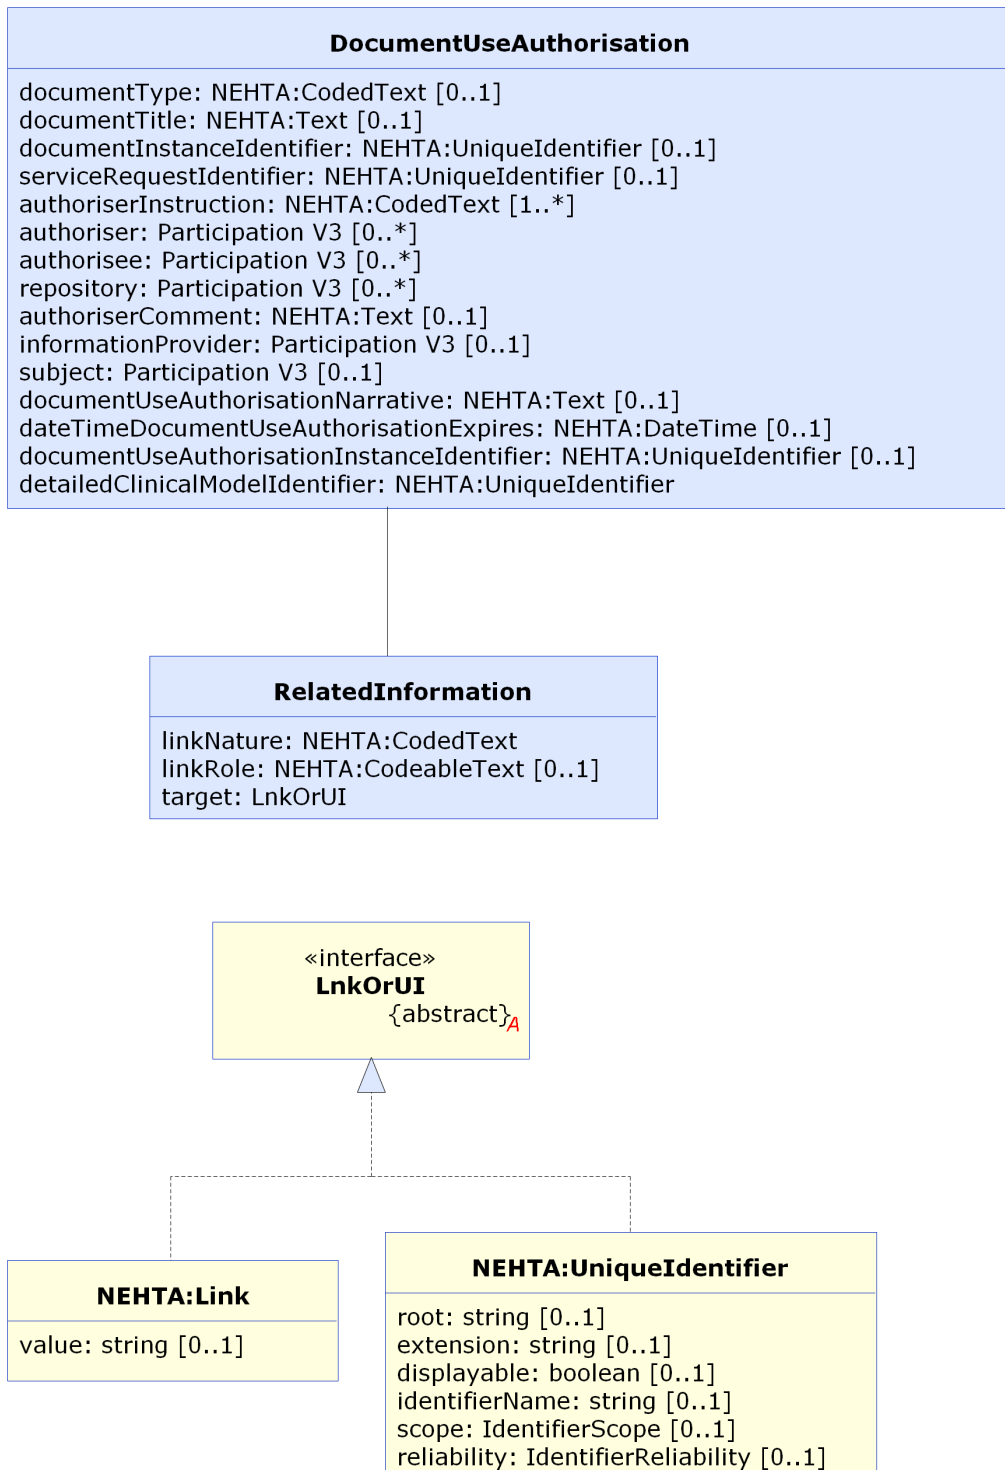 DocumentUseAuthorisation
documentType: NEHTA:CodedText [0..1]
documentTitle: NEHTA:Text [0..1]
documentInstanceIdentifier: NEHTA:UniqueIdentifier [0..1]
serviceRequestIdentifier: NEHTA:UniqueIdentifier [0..1]
authoriserInstruction: NEHTA:CodedText [1..*]
authoriser: Participation V3 [0..*]
authorisee: Participation V3 [0..*]
repository: Participation V3 [0..*]
authoriserComment: NEHTA:Text [0..1]
informationProvider: Participation V3 [0..1]
subject: Participation V3 [0..1]
documentUseAuthorisationNarrative: NEHTA:Text [0..1]
dateTimeDocumentUseAuthorisationExpires: NEHTA:DateTime [0..1]
documentUseAuthorisationInstanceIdentifier: NEHTA:UniqueIdentifier [0..1]
detailedClinicalModelIdentifier: NEHTA:UniqueIdentifier
RelatedInformation
linkNature: NEHTA:CodedText
linkRole: NEHTA:CodeableText [0..1]
target: LnkOrUI
«interface»
LnkOrUI
{abstract}
A
NEHTA:Link
value: string [0..1]
NEHTA:UniqueIdentifier
root: string [0..1]
extension: string [0..1]
displayable: boolean [0..1]
identifierName: string [0..1]
scope: IdentifierScope [0..1]
reliability: IdentifierReliability [0..1]